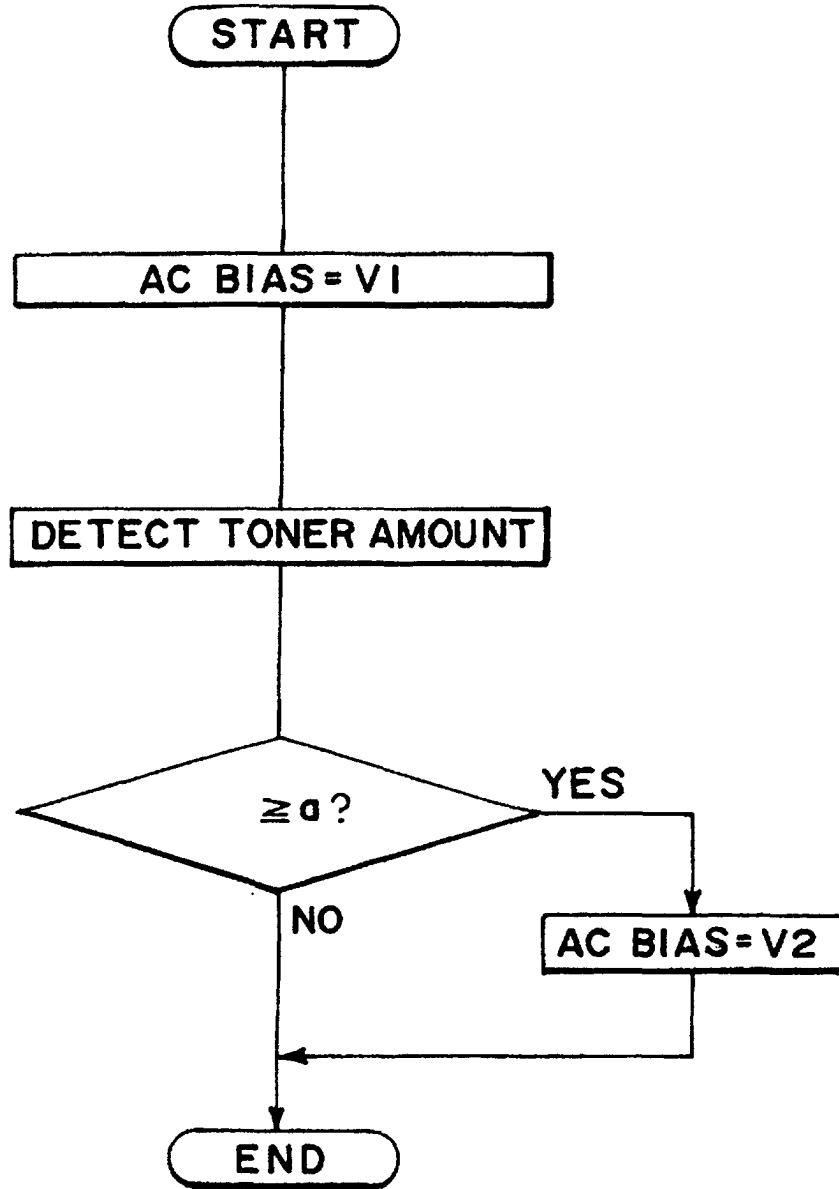 START
AC BIAS = V1
DETECT TONER AMOUNT
≧ a ?
YES
NO
AC BIAS = V2
END